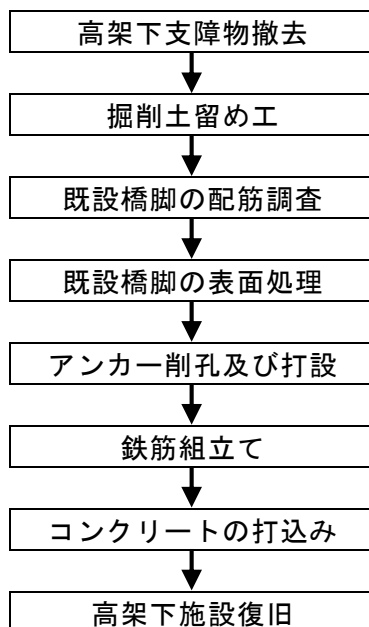 高架下支障物撤去
掘削土留め工
既設橋脚の配筋調査
既設橋脚の表面処理
アンカー削孔及び打設
鉄筋組立て
コンクリートの打込み
高架下施設復旧